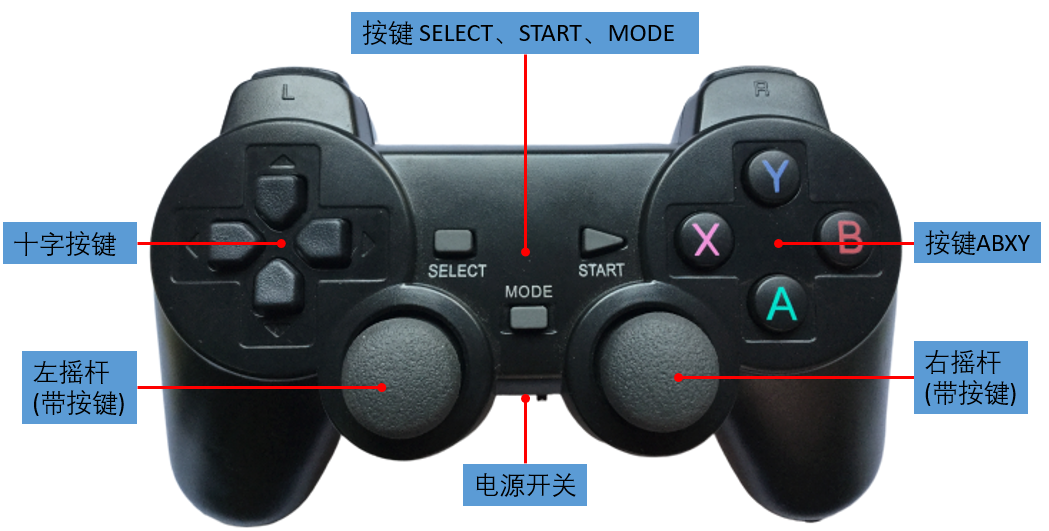 按键 SELECT、START、MODE
L
R
Y
十字按键
X
B
按键ABXY
SELECT
START
MODE
A
左摇杆
(带按键)
右摇杆
(带按键)
电源开关